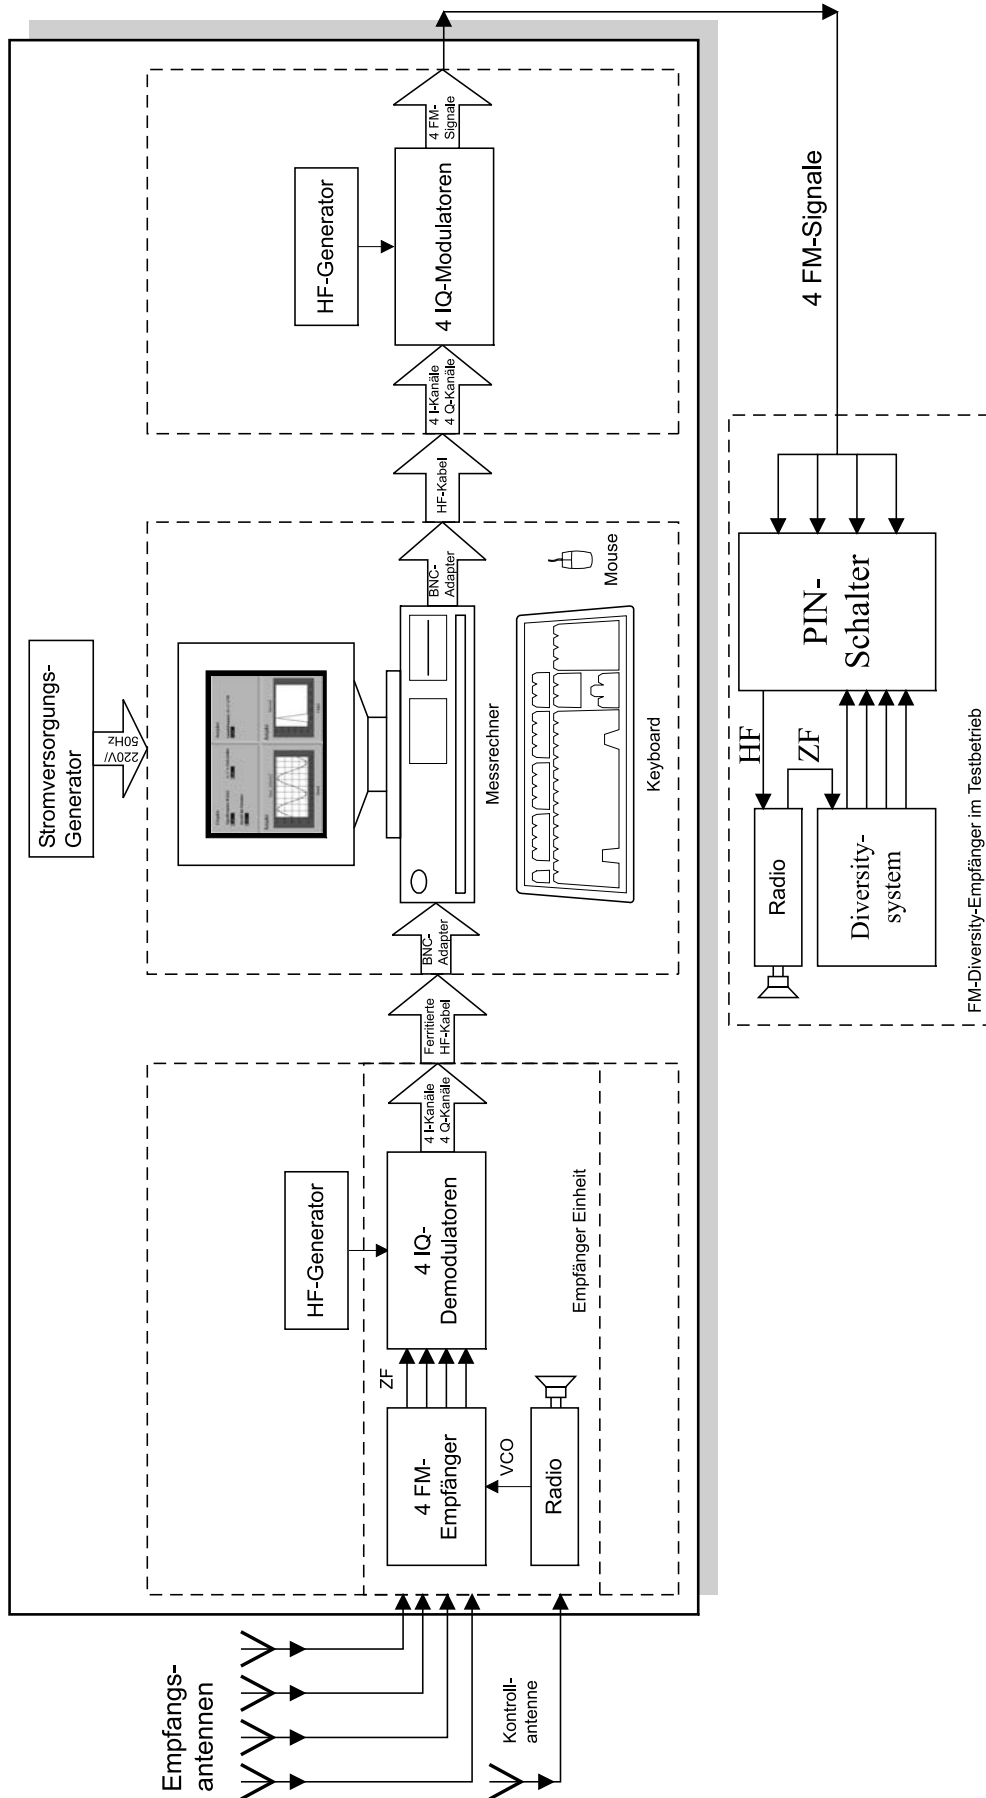 Empfangs-
antennen
Kontroll-
antenne
4 FM-
Empfänger
VCO
Radio
ZF
HF-Generator
4 IQ-
Demodulatoren
4 I-Kanäle
4 Q-Kanäle
Empfänger Einheit
Ferritierte
HF-Kabel
Stromversorgungs-
Generator
220V//
50Hz
BNC-
Adapter
Messrechner
Keyboard
Mouse
BNC-
Adapter
HF-Kabel
4 I-Kanäle
4 Q-Kanäle
HF-Generator
4 IQ-Modulatoren
4 FM-
Signale
4 FM-Signale
HF
ZF
Radio
Diversity-
system
PIN-
Schalter
FM-Diversity-Empfänger im Testbetrieb